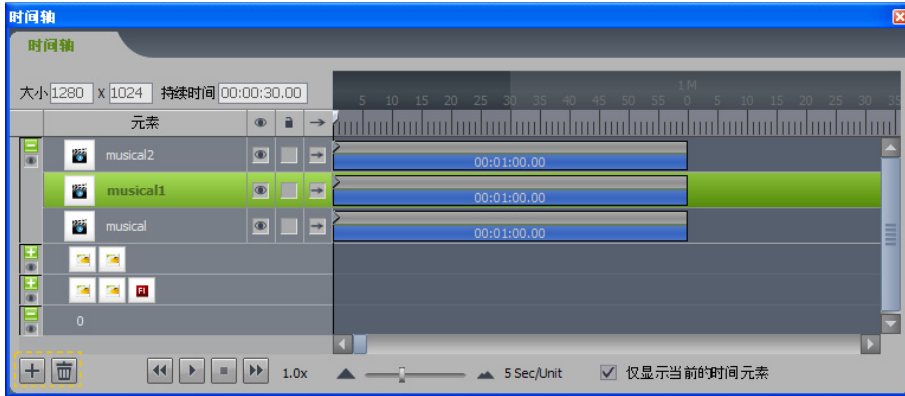 时间轴
时间轴
大小 1280 X 1024 持续时间 00:00:30.00
1M
5 10 15 20 25 30 35 40 45 50 55 0 5 10 15 20 25 30 35
元素
musical2 00:01:00.00
musical1 00:01:00.00
musical 00:01:00.00
FI
0
1.0x 5 Sec/Unit 仅显示当前的时间元素